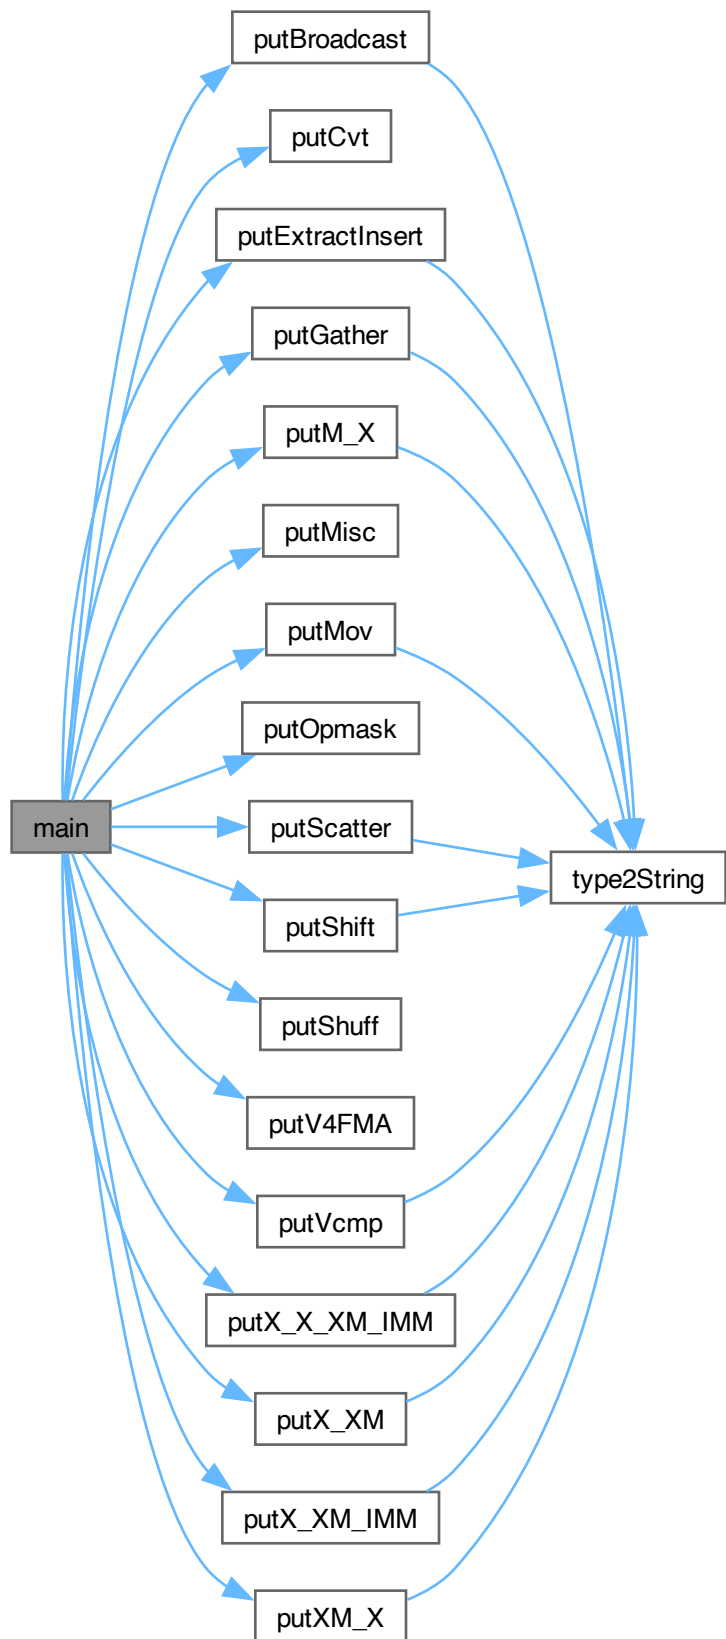 putBroadcast
putCvt
putExtractInsert
putGather
putM_X
putMisc
putMov
putOpmask
main
putScatter
type2String
putShift
putShuff
putV4FMA
putVcmp
putX_X_XM_IMM
putX_XM
putX_XM_IMM
putXM_X